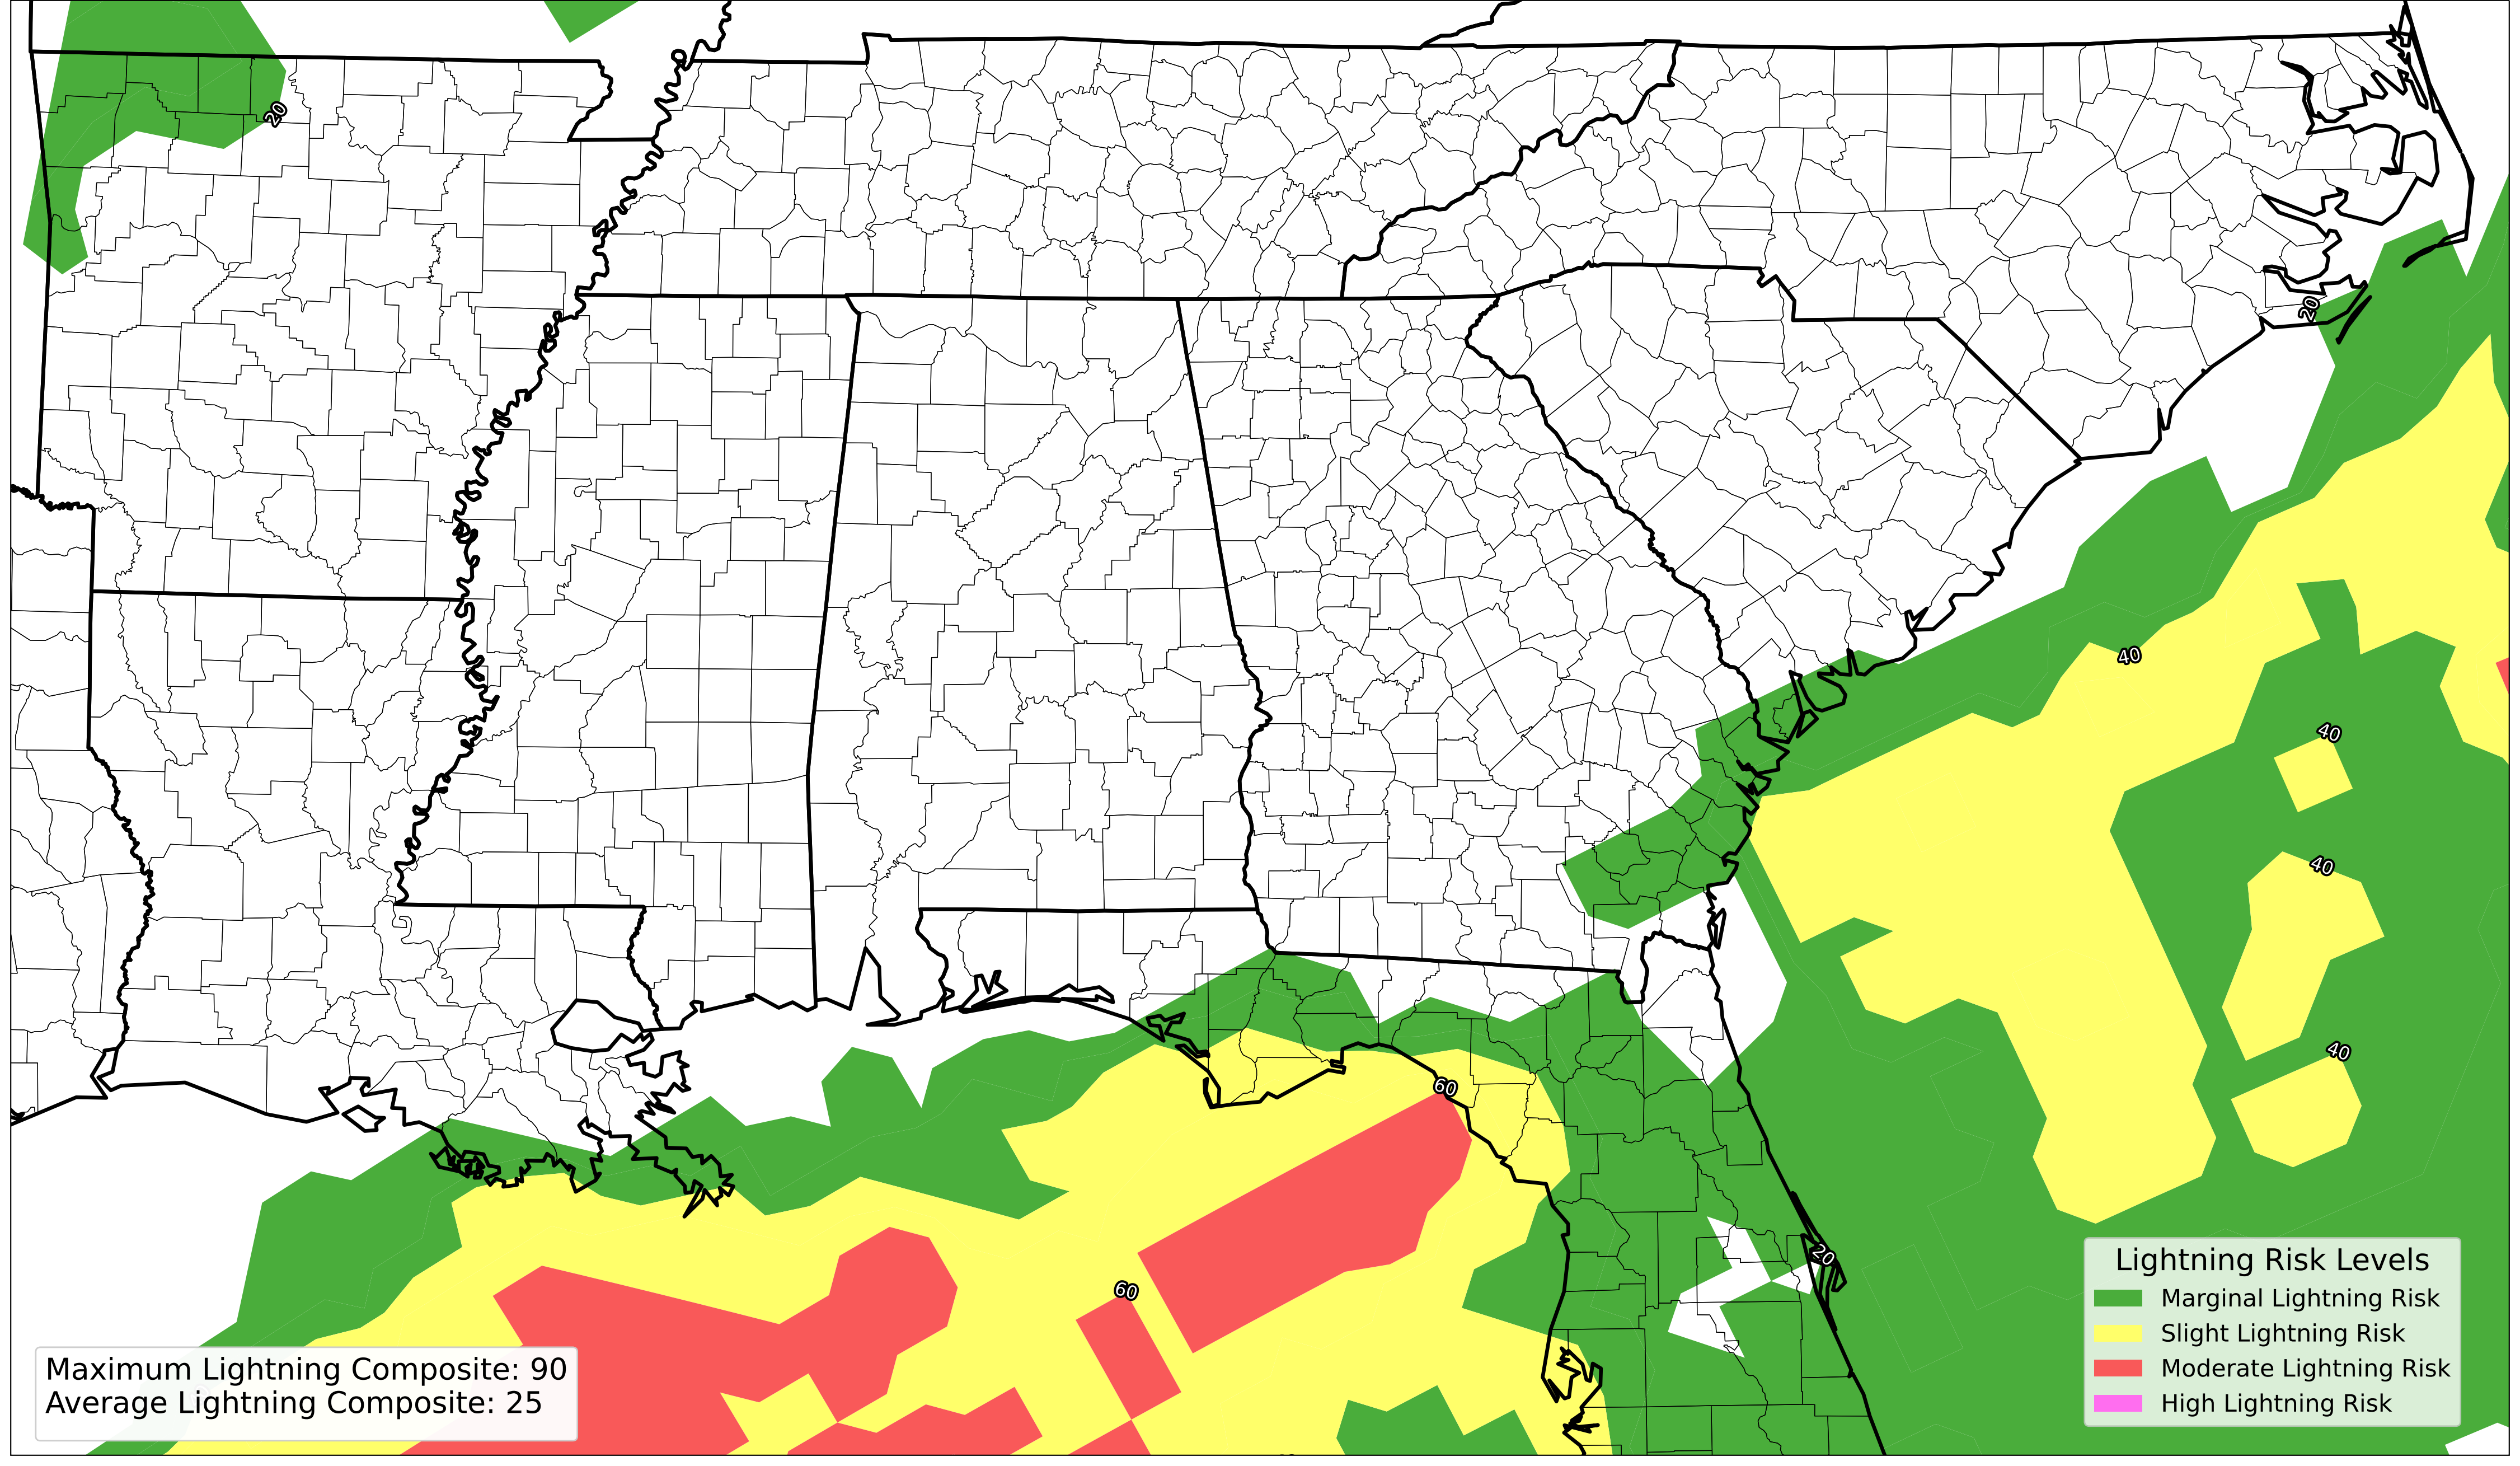 20
20
40
40
40
40
60
20
60
Lightning Risk Levels
Marginal Lightning Risk
Slight Lightning Risk
Moderate Lightning Risk
High Lightning Risk
Maximum Lightning Composite: 90
Average Lightning Composite: 25